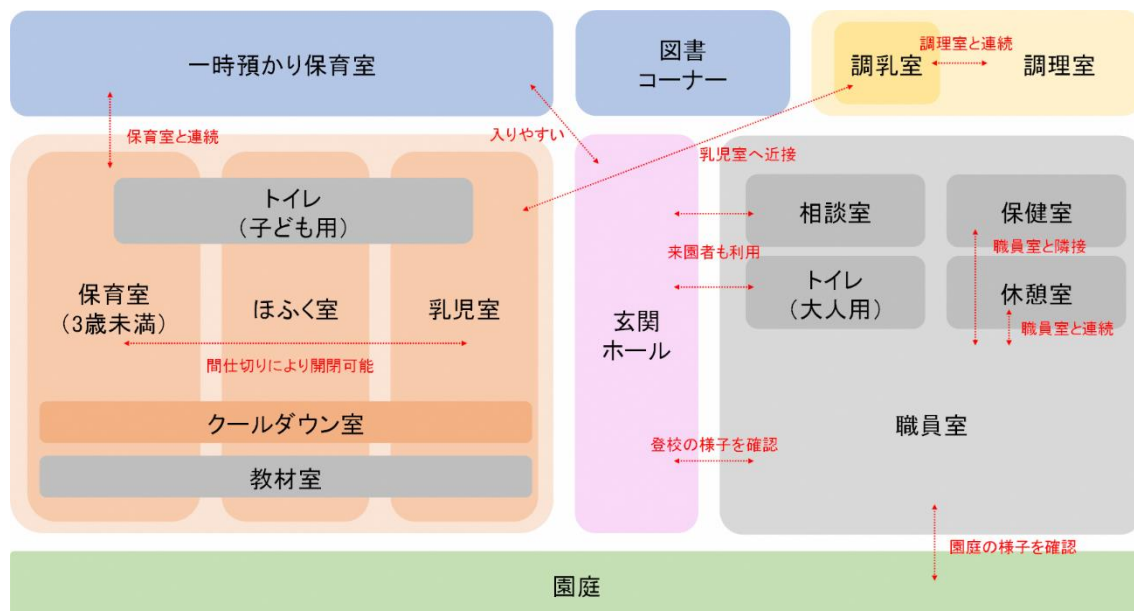 一時預かり保育室
図書
コーナー
調乳室
調理室と連続
調理室
保育室と連続
入りやすい
乳児室へ近接
トイレ
(子ども用)
相談室
保健室
来園者も利用
職員室と隣接
保育室
(3歳未満)
ほふく室
乳児室
トイレ
(大人用)
休憩室
職員室と連続
玄関
ホール
間仕切りにより開閉可能
クールダウン室
職員室
登校の様子を確認
教材室
園庭の様子を確認
園庭